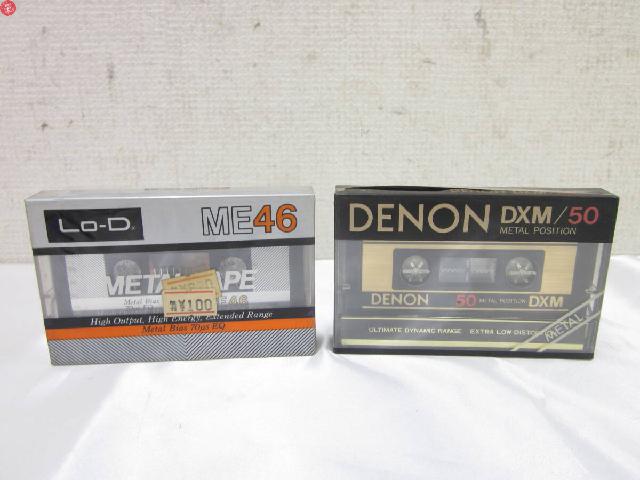 Lo-D
ME46
METAL TAPE
Metal Bias
ME46
¥100
High Output, High Energy, Extended Range
Metal Bias 70μs EQ
DENON DXM/50
METAL POSITION
DENON 50 METAL POSITION DXM
ULTIMATE DYNAMIC RANGE EXTRA LOW
METAL